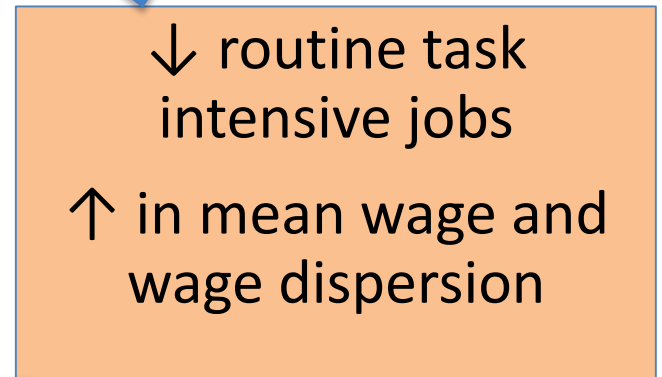 ↓ routine task
intensive jobs
↑ in mean wage and
wage dispersion